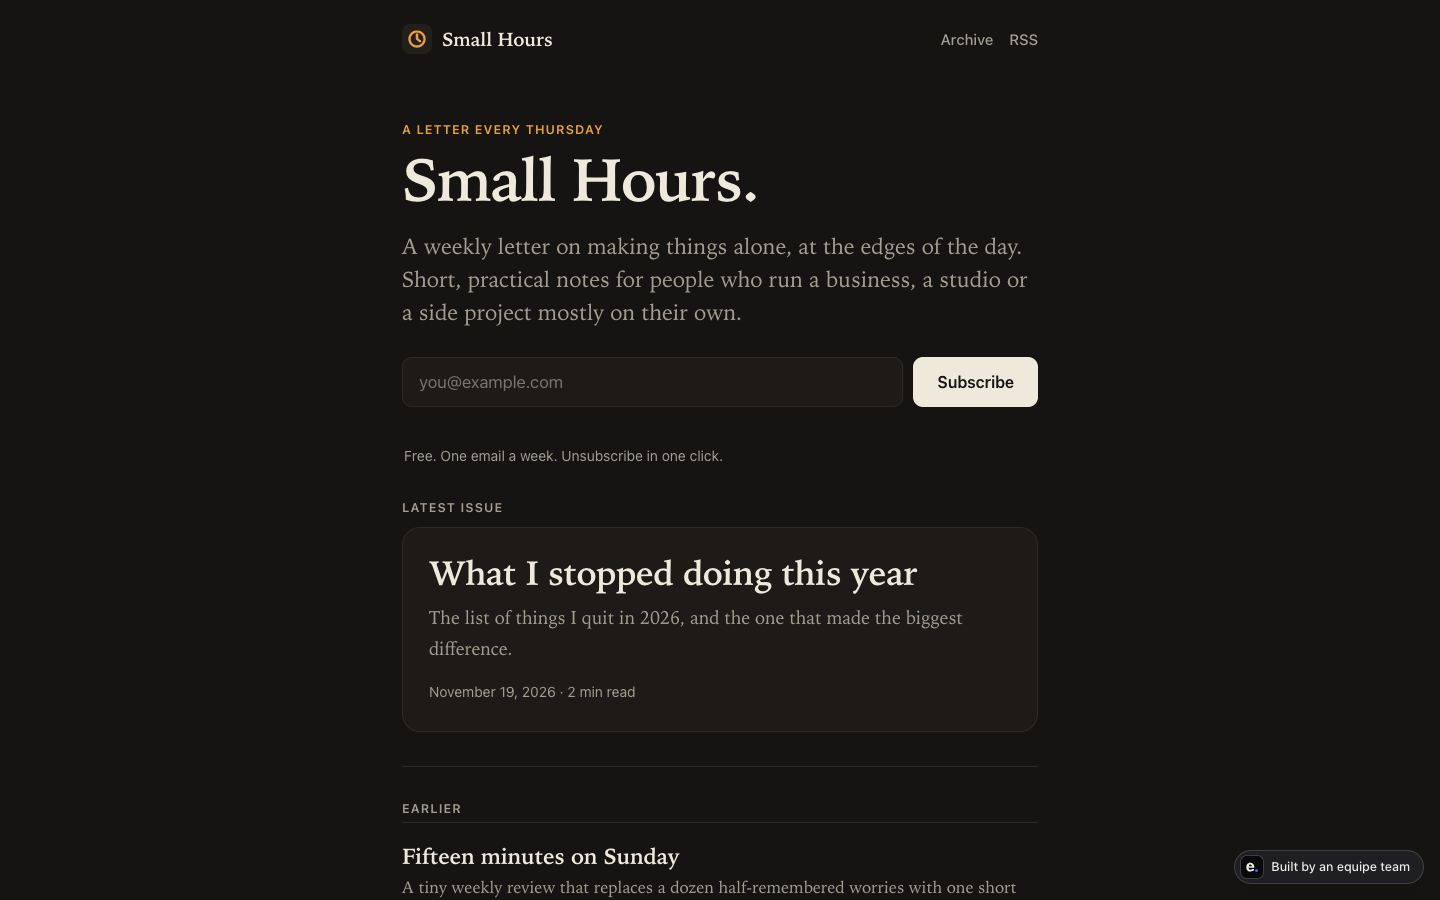 Small Hours
Archive
RSS
A LETTER EVERY THURSDAY
Small Hours.
A weekly letter on making things alone, at the edges of the day.
Short, practical notes for people who run a business, a studio or
a side project mostly on their own.
you@example.com
Subscribe
Free. One email a week. Unsubscribe in one click.
LATEST ISSUE
What I stopped doing this year
The list of things I quit in 2026, and the one that made the biggest
difference.
November 19, 2026 · 2 min read
EARLIER
Fifteen minutes on Sunday
A tiny weekly review that replaces a dozen half-remembered worries with one short
e.
Built by an equipe team